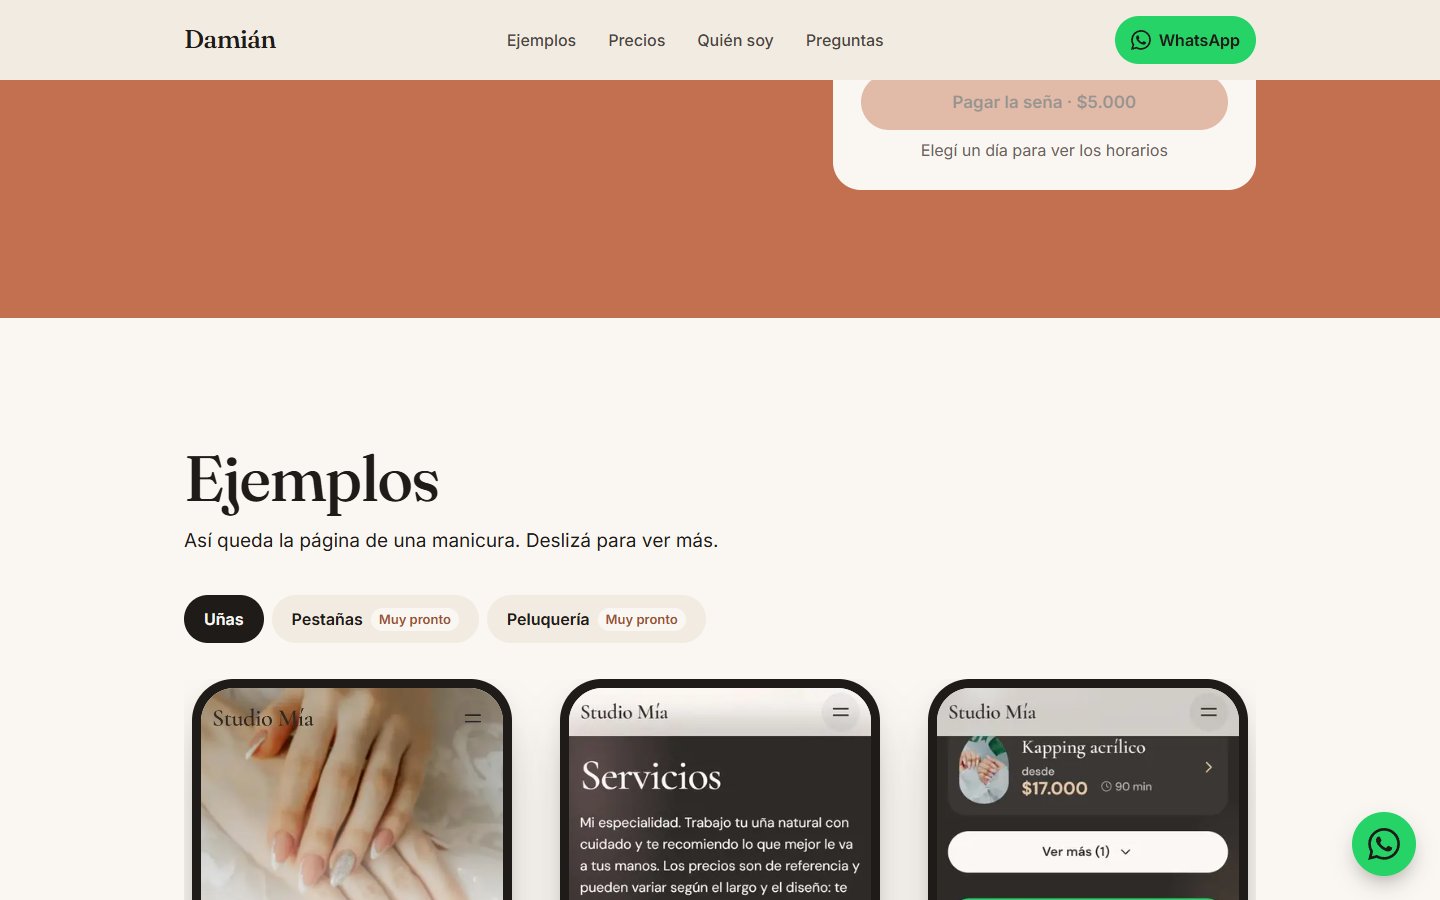 Damián
Ejemplos Precios Quién soy Preguntas
WhatsApp
Pagar la seña · $5.000
Elegí un día para ver los horarios
Ejemplos
Así queda la página de una manicura. Deslizá para ver más.
Uñas
Pestañas Muy pronto
Peluquería Muy pronto
Studio Mía
Studio Mía
Servicios
Mi especialidad. Trabajo tu uña natural con
cuidado y te recomiendo lo que mejor le va
a tus manos. Los precios son de referencia y
pueden variar según el largo y el diseño: te
Studio Mía
Kapping acrílico
desde
$17.000 90 min
Ver más (1)